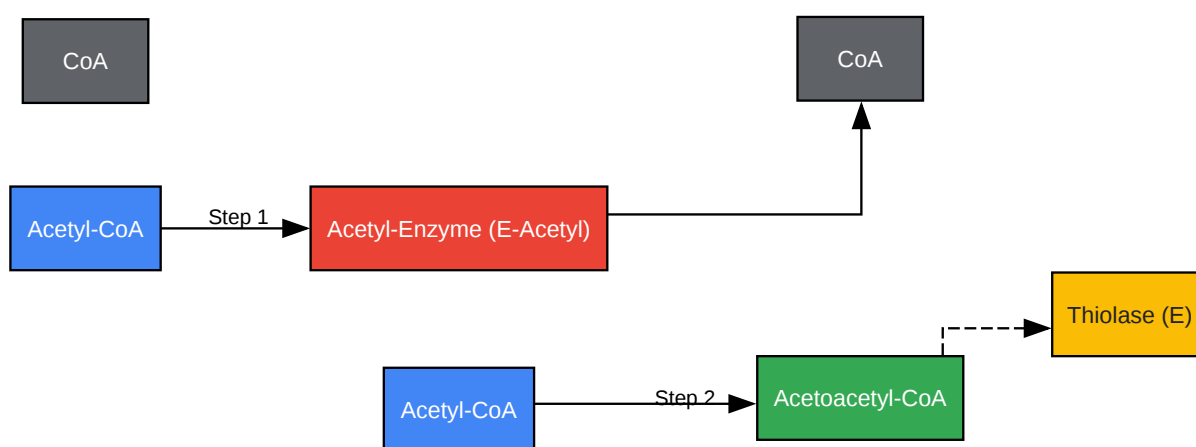 CoA
CoA
Acetyl-CoA
Step 1
Acetyl-Enzyme (E-Acetyl)
Thiolase (E)
Acetyl-CoA
Step 2
Acetoacetyl-CoA